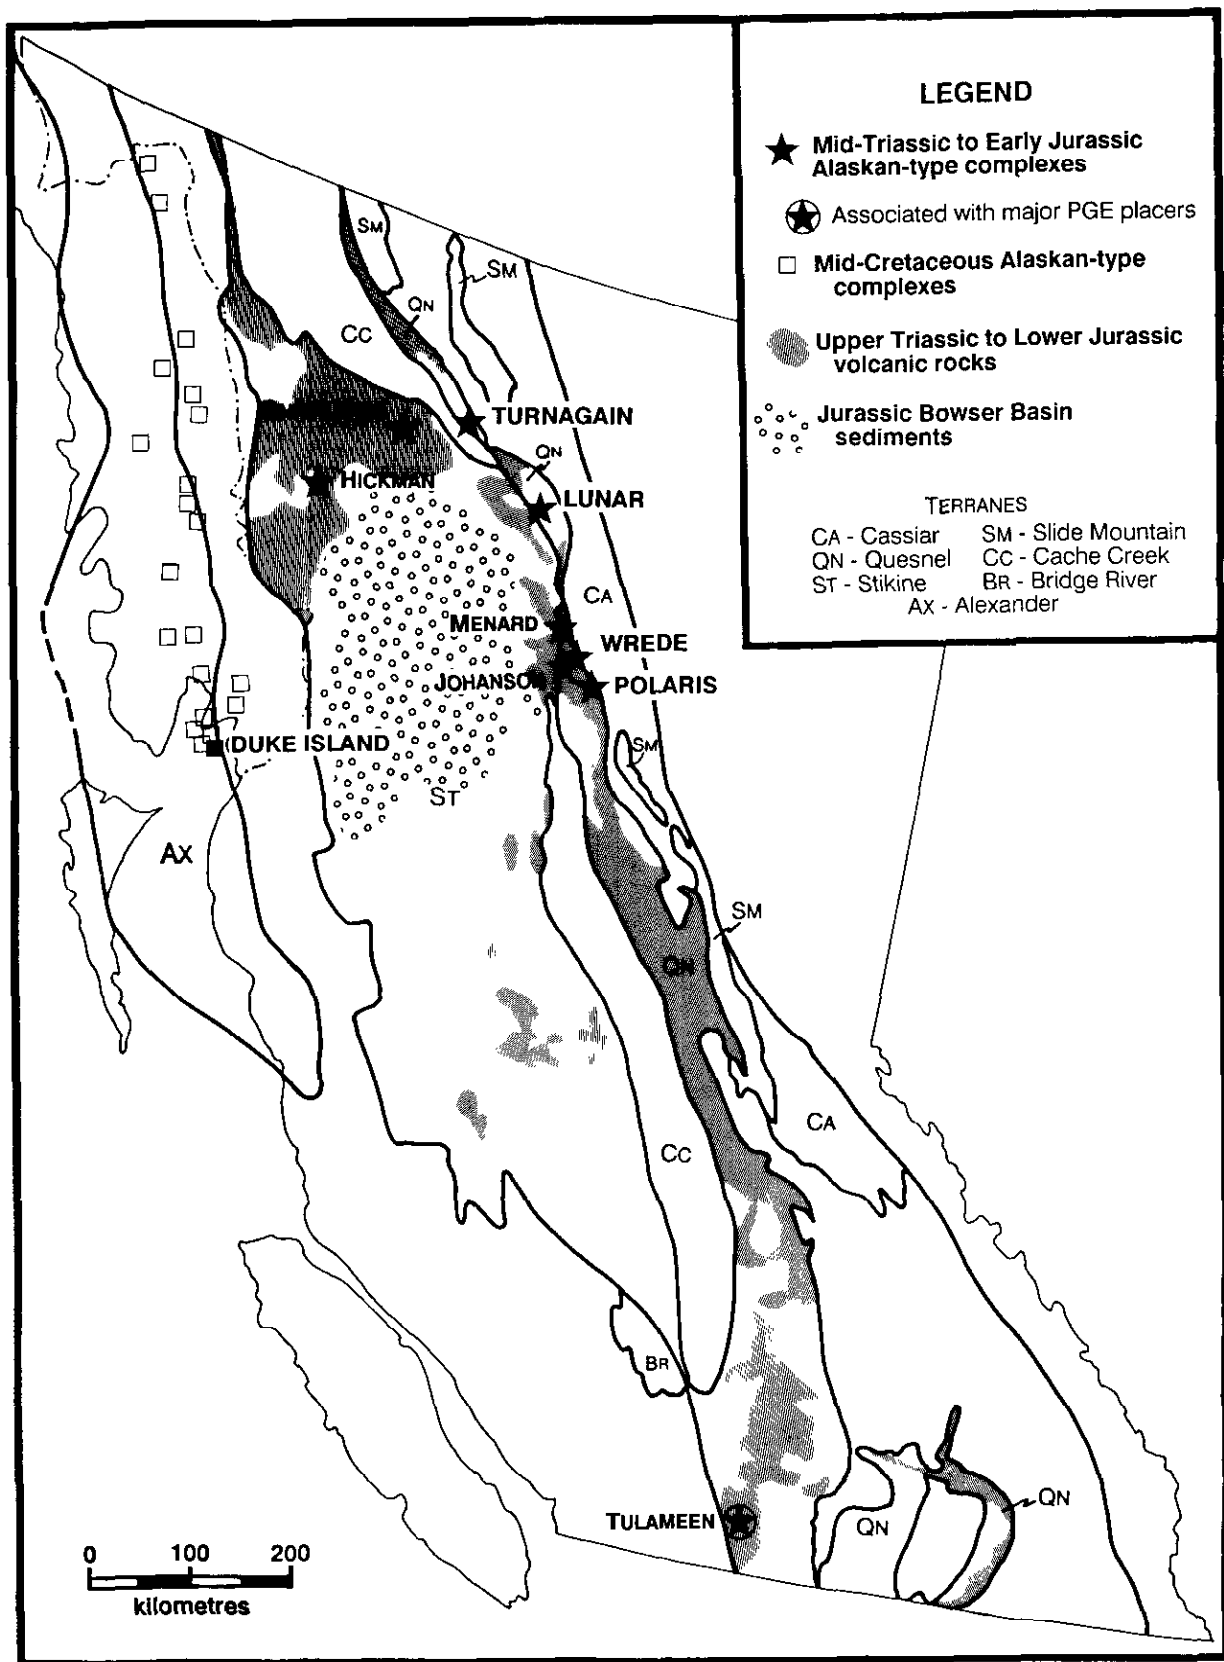 LEGEND
Mid-Triassic to Early Jurassic
Alaskan-type complexes
Associated with major PGE placers
Mid-Cretaceous Alaskan-type
complexes
Upper Triassic to Lower Jurassic
volcanic rocks
Jurassic Bowser Basin
sediments
TERRANES
CA - Cassiar SM - Slide Mountain
QN - Quesnel CC - Cache Creek
ST - Stikine BR - Bridge River
AX - Alexander
SM
SM
QN
CC
TURNAGAIN
QN
HICKMAN
LUNAR
CA
MENARD
WREDE
JOHANSON
POLARIS
SM
DUKE ISLAND
ST
AX
SM
QN
CA
CC
BR
QN
TULAMEEN
QN
0 100 200
kilometres